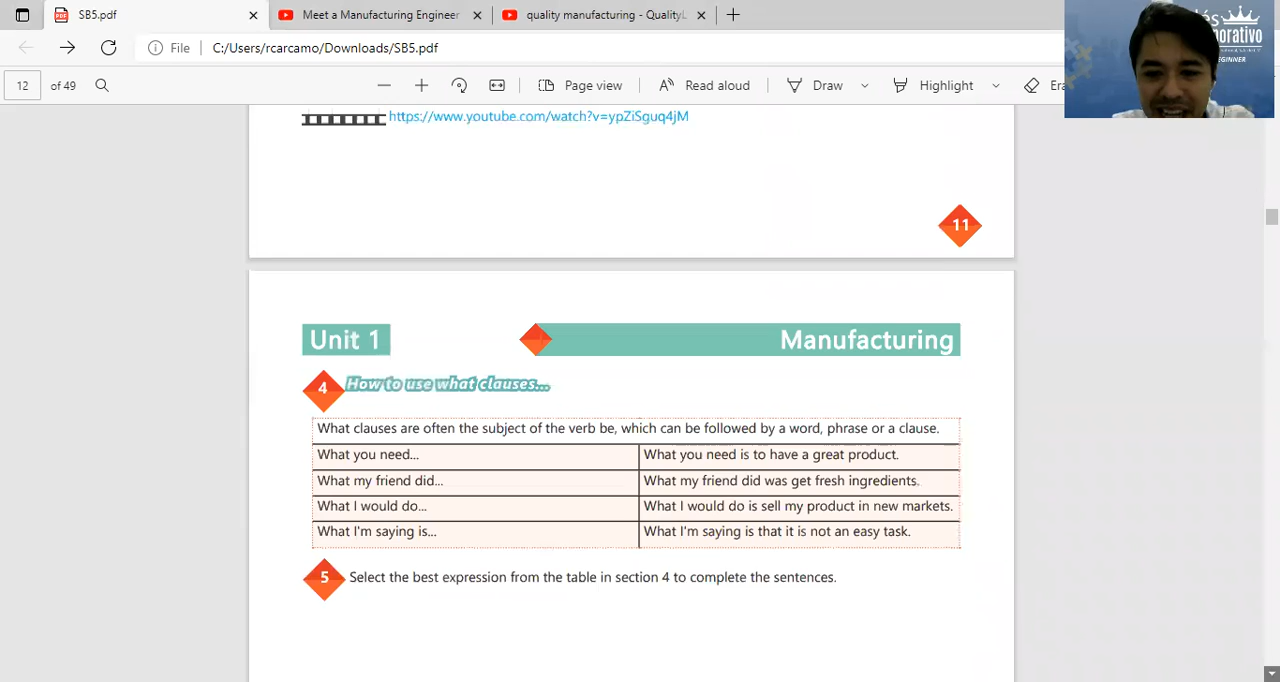 SB5.pdf
Meet a Manufacturing Engineer
quality manufacturing - QualityL
File
C:/Users/rcarcamo/Downloads/SB5.pdf
12
of 49
Page view
Read aloud
Draw
Highlight
https://www.youtube.com/watch?v=ypZiSguq4jM
11
Unit 1
Manufacturing
4
How to use what clauses...
What clauses are often the subject of the verb be, which can be followed by a word, phrase or a clause.
What you need...
What you need is to have a great product.
What my friend did...
What my friend did was get fresh ingredients.
What I would do...
What I would do is sell my product in new markets.
What I'm saying is...
What I'm saying is that it is not an easy task.
5
Select the best expression from the table in section 4 to complete the sentences.